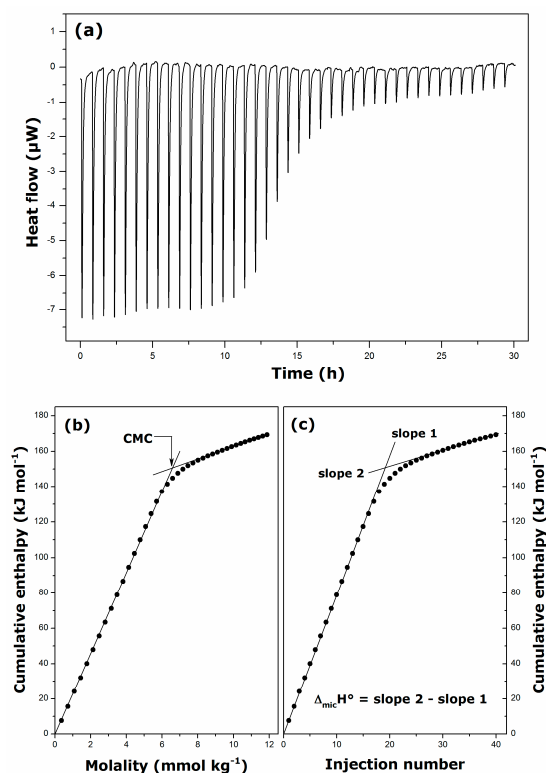 (a)
1
0
-1
-2
-3
-4
-5
-6
-7
Heat flow (µW)
0 5 10 15 20 25 30
Time (h)
(b)
CMC
180
160
140
120
100
80
60
40
20
0
Cumulative enthalpy (kJ mol⁻¹)
0 2 4 6 8 10 12
Molality (mmol kg⁻¹)
(c)
slope 1
slope 2
ΔmicH° = slope 2 - slope 1
180
160
140
120
100
80
60
40
20
0
Cumulative enthalpy (kJ mol⁻¹)
0 10 20 30 40
Injection number